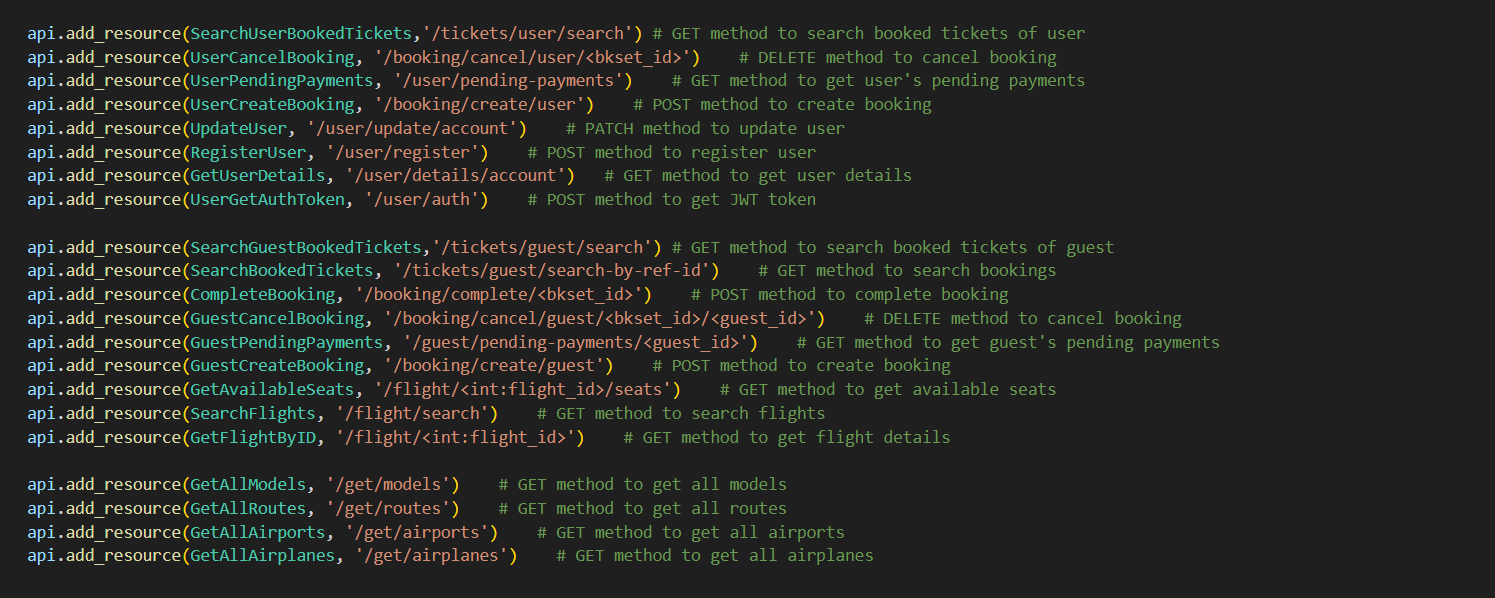 api.add_resource(SearchUserBookedTickets,'/tickets/user/search') # GET method to search booked tickets of user
api.add_resource(UserCancelBooking, '/booking/cancel/user/<bkset_id>')    # DELETE method to cancel booking
api.add_resource(UserPendingPayments, '/user/pending-payments')    # GET method to get user's pending payments
api.add_resource(UserCreateBooking, '/booking/create/user')    # POST method to create booking
api.add_resource(UpdateUser, '/user/update/account')    # PATCH method to update user
api.add_resource(RegisterUser, '/user/register')    # POST method to register user
api.add_resource(GetUserDetails, '/user/details/account')   # GET method to get user details
api.add_resource(UserGetAuthToken, '/user/auth')    # POST method to get JWT token

api.add_resource(SearchGuestBookedTickets,'/tickets/guest/search') # GET method to search booked tickets of guest
api.add_resource(SearchBookedTickets, '/tickets/guest/search-by-ref-id')    # GET method to search bookings
api.add_resource(CompleteBooking, '/booking/complete/<bkset_id>')    # POST method to complete booking
api.add_resource(GuestCancelBooking, '/booking/cancel/guest/<bkset_id>/<guest_id>')    # DELETE method to cancel booking
api.add_resource(GuestPendingPayments, '/guest/pending-payments/<guest_id>')    # GET method to get guest's pending payments
api.add_resource(GuestCreateBooking, '/booking/create/guest')    # POST method to create booking
api.add_resource(GetAvailableSeats, '/flight/<int:flight_id>/seats')    # GET method to get available seats
api.add_resource(SearchFlights, '/flight/search')    # GET method to search flights
api.add_resource(GetFlightByID, '/flight/<int:flight_id>')    # GET method to get flight details

api.add_resource(GetAllModels, '/get/models')    # GET method to get all models
api.add_resource(GetAllRoutes, '/get/routes')    # GET method to get all routes
api.add_resource(GetAllAirports, '/get/airports')    # GET method to get all airports
api.add_resource(GetAllAirplanes, '/get/airplanes')    # GET method to get all airplanes